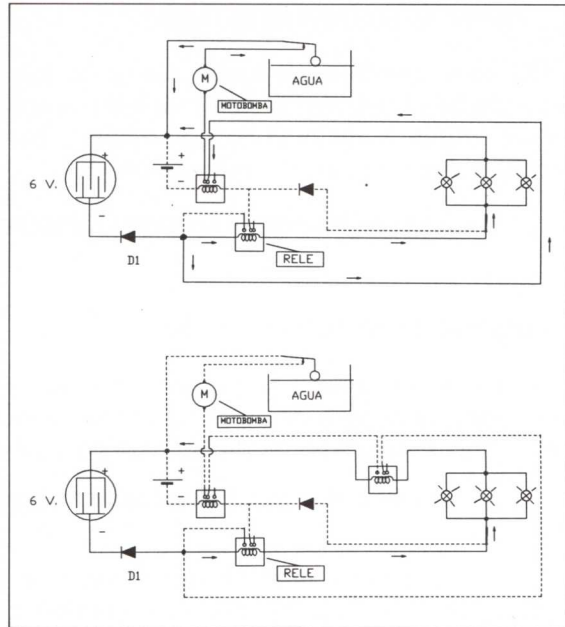 M
AGUA
MOTOBOMBA
+
+
6 V.
−
−
D1
RELE
M
AGUA
MOTOBOMBA
+
+
6 V.
−
−
D1
RELE